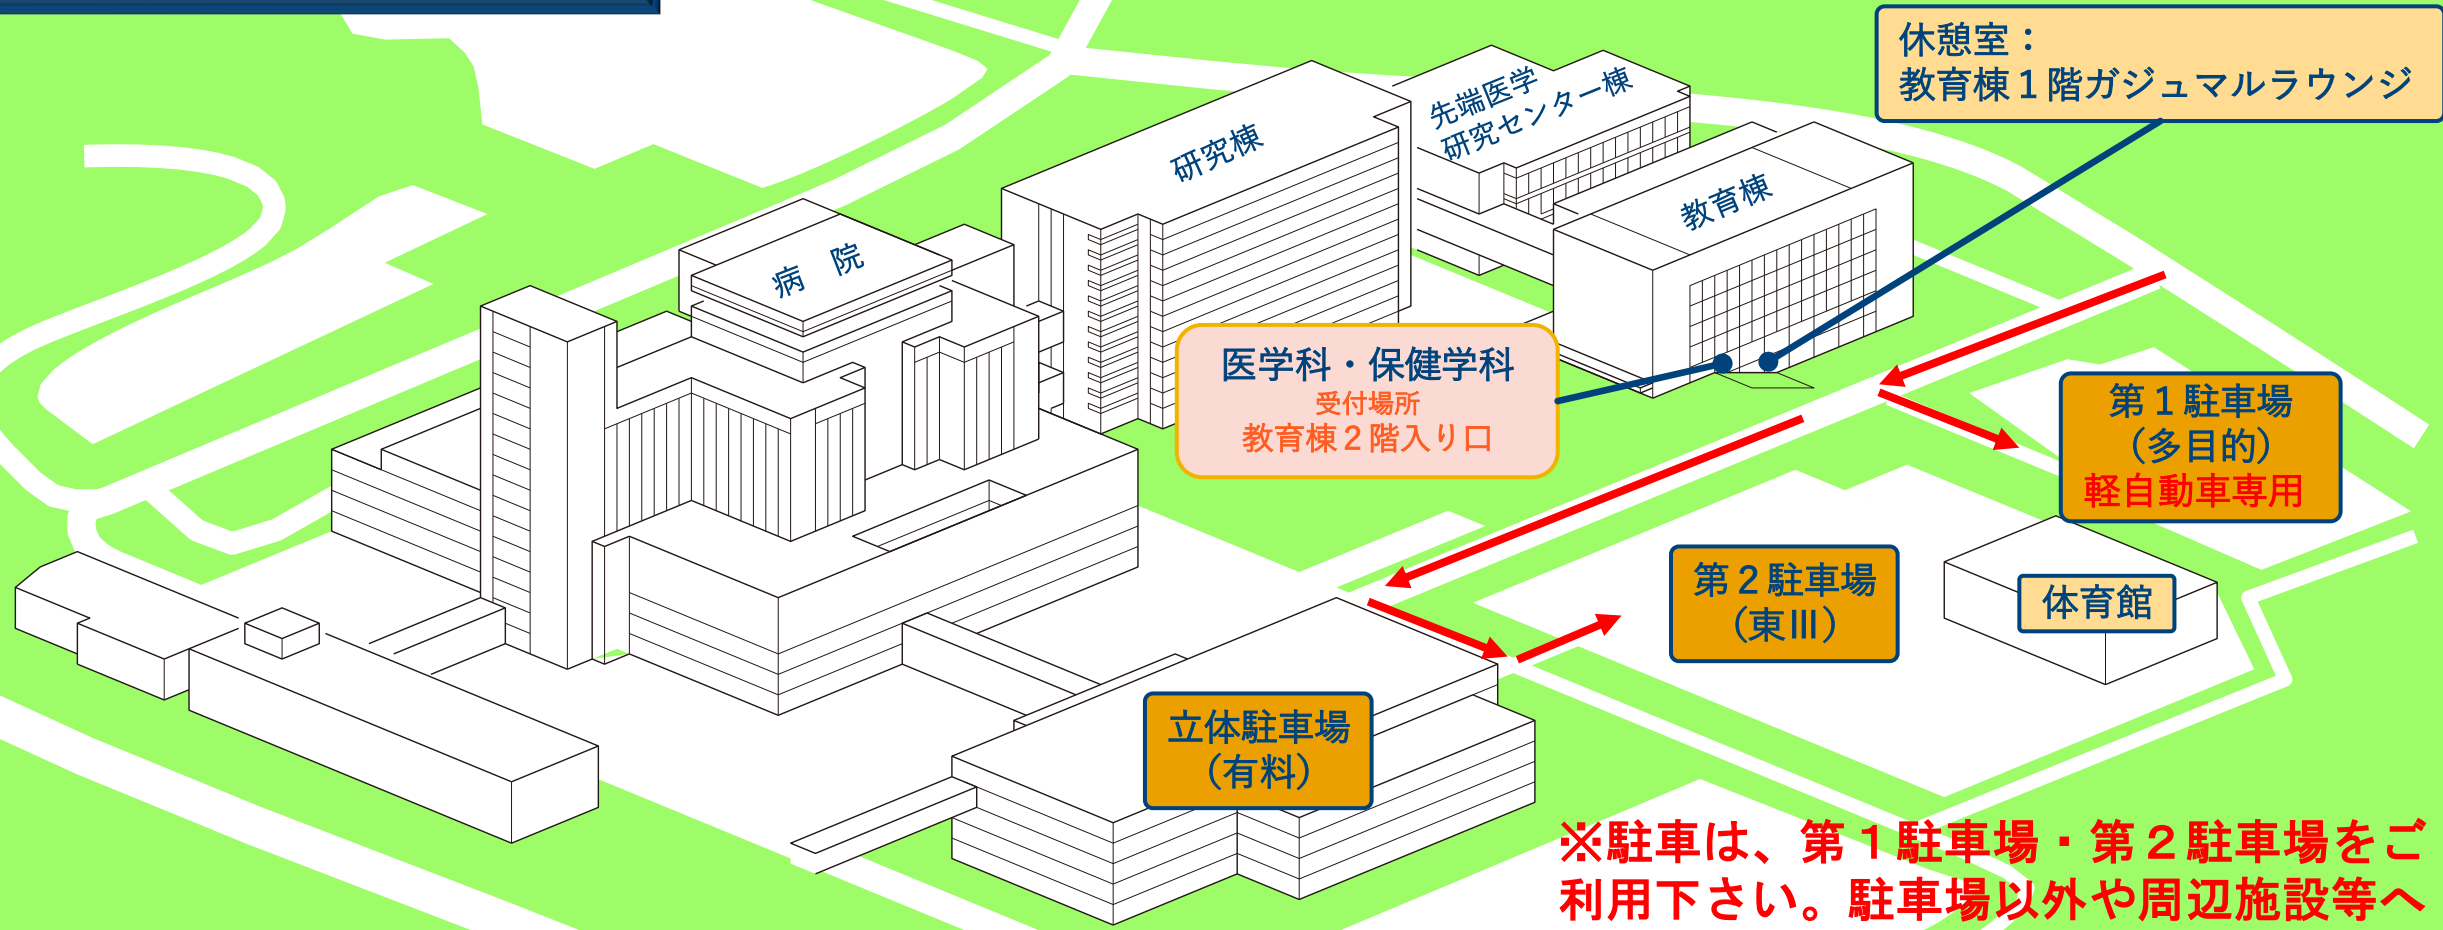 休憩室：
教育棟１階ガジュマルラウンジ
先端医学
研究センター棟
研究棟
教育棟
病　院
医学科・保健学科
受付場所
教育棟２階入り口
第１駐車場
（多目的）
軽自動車専用
第２駐車場
（東Ⅲ）
体育館
立体駐車場
（有料）
※駐車は、第１駐車場・第２駐車場をご
利用下さい。駐車場以外や周辺施設等へ